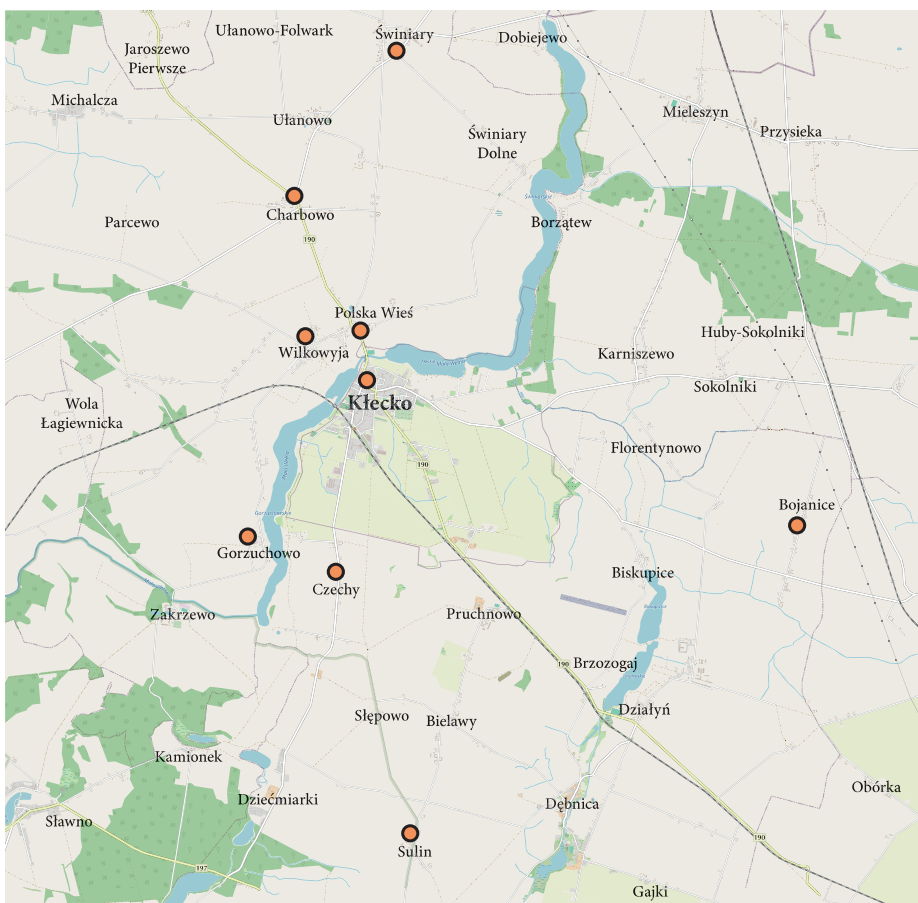 Ułanowo-Folwark
Świniary
Dobiejewo
Jaroszewo
Pierwsze
Michalcza
Ułanowo
Mieleszyn
Przysieka
Świniary
Dolne
Charbowo
Parcewo
Borzątew
190
Polska Wieś
Wilkowyja
Huby-Sokolniki
Karniszewo
Sokolniki
Kłecko
Wola
Łagiewnicka
Florentynowo
190
Bojanice
Gorzuchowo
Biskupice
Czechy
Zakrzewo
Pruchnowo
190
Brzozogaj
Słępowo
Bielawy
Działyń
Kamionek
Obórka
Dziećmiarki
Dębnica
Sławno
190
Sulin
197
Gajki